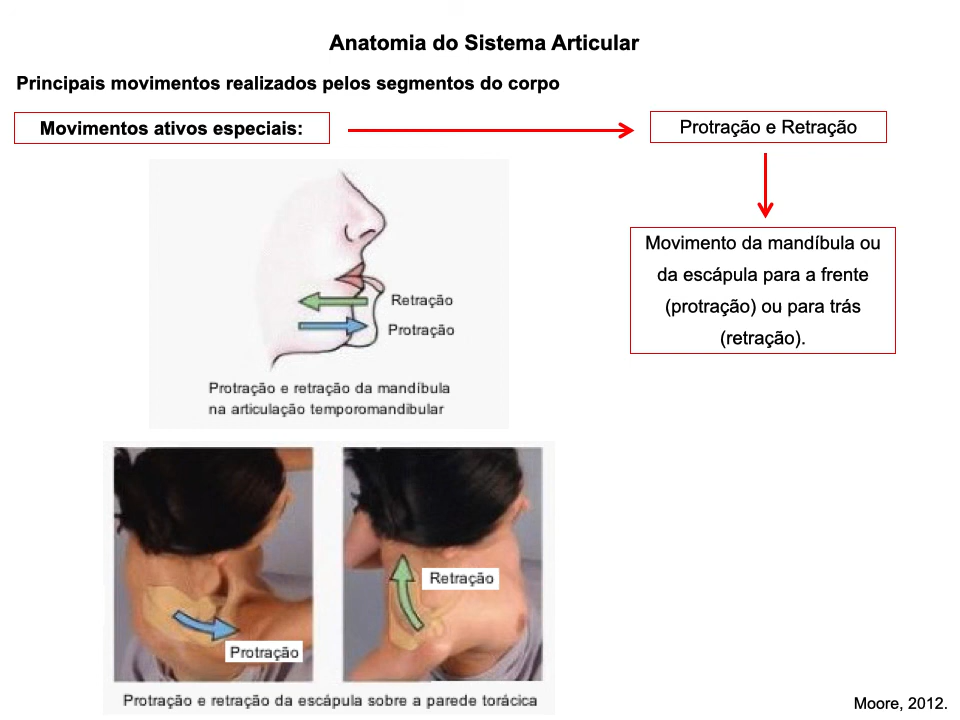 Anatomia do Sistema Articular
Principais movimentos realizados pelos segmentos do corpo
Movimentos ativos especiais:
Protração e Retração
Movimento da mandíbula ou
da escápula para a frente
(protração) ou para trás
(retração).
Retração
Protração
Protração e retração da mandíbula
na articulação temporomandibular
Retração
Protração
Protração e retração da escápula sobre a parede torácica
Moore, 2012.